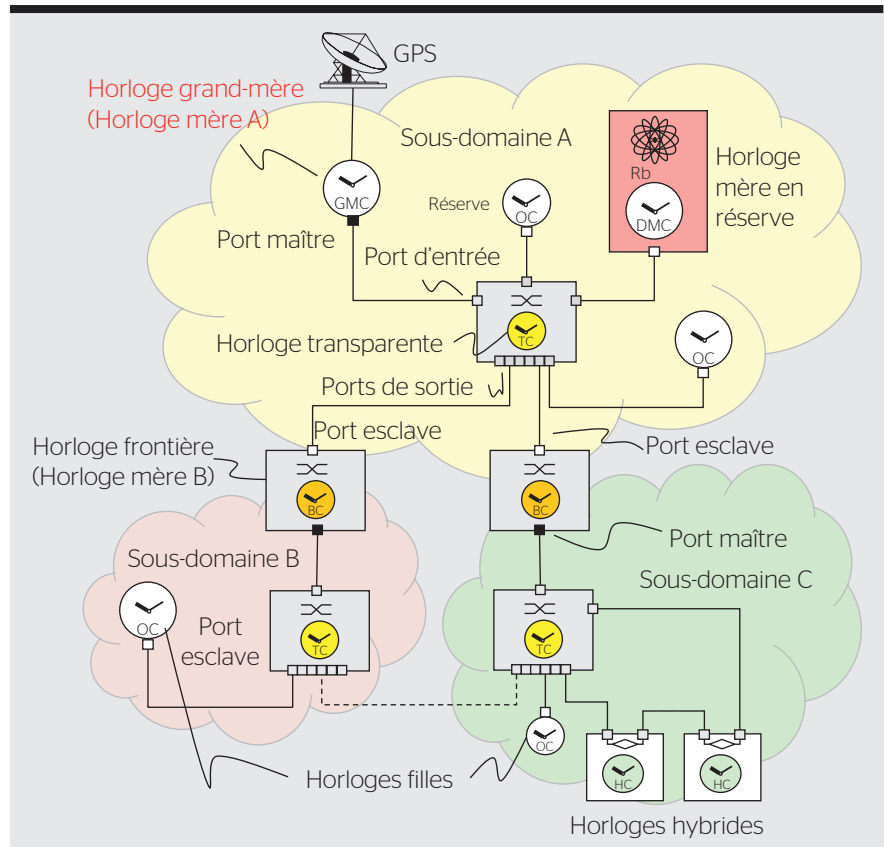 GPS
Horloge grand-mère
(Horloge mère A)
Sous-domaine A
Rb
Horloge
mère en
réserve
GMC
Réserve
OC
DMC
Port maître
Port d'entrée
TC
Horloge transparente
OC
Ports de sortie
Port esclave
Port esclave
Horloge frontière
(Horloge mère B)
BC
BC
Port maître
Sous-domaine B
Sous-domaine C
OC
Port
esclave
TC
TC
OC
Horloges filles
HC
HC
Horloges hybrides